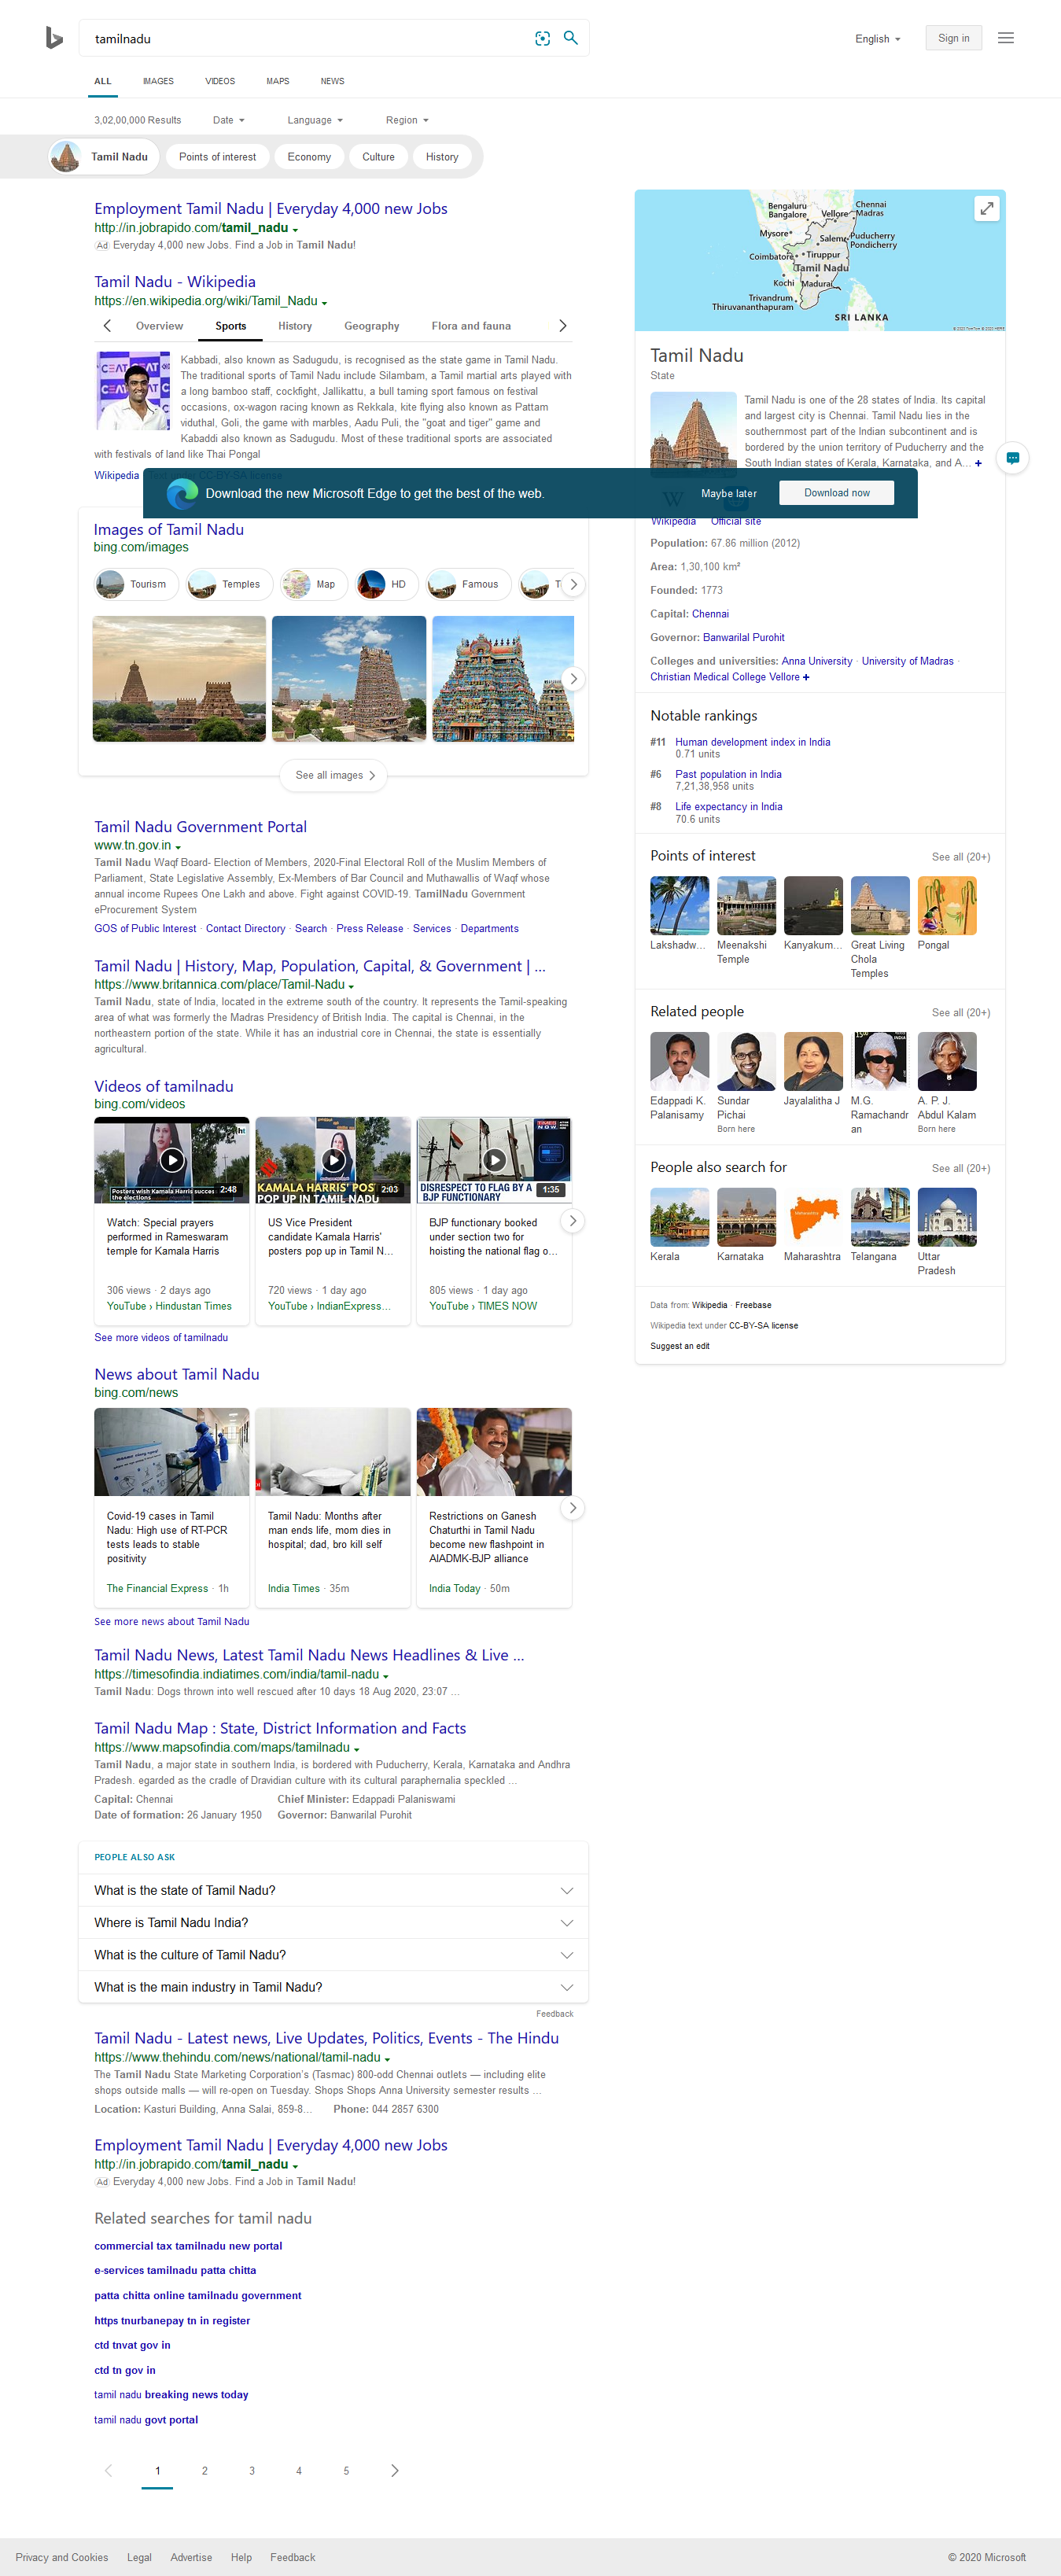 tamilnadu
English
Sign in
ALL
IMAGES
VIDEOS
MAPS
NEWS
3,02,00,000 Results
Date
Language
Region
Tamil Nadu
Points of interest
Economy
Culture
History
Employment Tamil Nadu | Everyday 4,000 new Jobs
http://in.jobrapido.com/tamil_nadu
Ad Everyday 4,000 new Jobs. Find a Job in Tamil Nadu!
Tamil Nadu - Wikipedia
https://en.wikipedia.org/wiki/Tamil_Nadu
Overview
Sports
History
Geography
Flora and fauna
CEAT
Kabbadi, also known as Sadugudu, is recognised as the state game in Tamil Nadu.
The traditional sports of Tamil Nadu include Silambam, a Tamil martial arts played with
a long bamboo staff, cockfight, Jallikattu, a bull taming sport famous on festival
occasions, ox-wagon racing known as Rekkala, kite flying also known as Pattam
viduthal, Goli, the game with marbles, Aadu Puli, the "goat and tiger" game and
Kabaddi also known as Sadugudu. Most of these traditional sports are associated
with festivals of land like Thai Pongal
Wikipedia
Download the new Microsoft Edge to get the best of the web.
Maybe later
Download now
Images of Tamil Nadu
bing.com/images
Tourism
Temples
Map
HD
Famous
T
See all images
Tamil Nadu Government Portal
www.tn.gov.in
Tamil Nadu Waqf Board- Election of Members, 2020-Final Electoral Roll of the Muslim Members of
Parliament, State Legislative Assembly, Ex-Members of Bar Council and Muthawallis of Waqf whose
annual income Rupees One Lakh and above. Fight against COVID-19. TamilNadu Government
eProcurement System
GOS of Public Interest · Contact Directory · Search · Press Release · Services · Departments
Tamil Nadu | History, Map, Population, Capital, & Government | ...
https://www.britannica.com/place/Tamil-Nadu
Tamil Nadu, state of India, located in the extreme south of the country. It represents the Tamil-speaking
area of what was formerly the Madras Presidency of British India. The capital is Chennai, in the
northeastern portion of the state. While it has an industrial core in Chennai, the state is essentially
agricultural.
Videos of tamilnadu
bing.com/videos
Posters wish Kamala Harris succes
the elections
2:48
KAMALA HARRIS' POS
POP UP IN TAMIL NADU
2:03
TIMES NOW
DISRESPECT TO FLAG BY A
BJP FUNCTIONARY
1:35
Watch: Special prayers
performed in Rameswaram
temple for Kamala Harris
306 views · 2 days ago
YouTube › Hindustan Times
US Vice President
candidate Kamala Harris'
posters pop up in Tamil N...
720 views · 1 day ago
YouTube › IndianExpress...
BJP functionary booked
under section two for
hoisting the national flag o...
805 views · 1 day ago
YouTube › TIMES NOW
See more videos of tamilnadu
News about Tamil Nadu
bing.com/news
Covid-19 cases in Tamil
Nadu: High use of RT-PCR
tests leads to stable
positivity
The Financial Express · 1h
Tamil Nadu: Months after
man ends life, mom dies in
hospital; dad, bro kill self
India Times · 35m
Restrictions on Ganesh
Chaturthi in Tamil Nadu
become new flashpoint in
AIADMK-BJP alliance
India Today · 50m
See more news about Tamil Nadu
Tamil Nadu News, Latest Tamil Nadu News Headlines & Live ...
https://timesofindia.indiatimes.com/india/tamil-nadu
Tamil Nadu: Dogs thrown into well rescued after 10 days 18 Aug 2020, 23:07 ...
Tamil Nadu Map : State, District Information and Facts
https://www.mapsofindia.com/maps/tamilnadu
Tamil Nadu, a major state in southern India, is bordered with Puducherry, Kerala, Karnataka and Andhra
Pradesh. egarded as the cradle of Dravidian culture with its cultural paraphernalia speckled ...
Capital: Chennai
Chief Minister: Edappadi Palaniswami
Date of formation: 26 January 1950
Governor: Banwarilal Purohit
PEOPLE ALSO ASK
What is the state of Tamil Nadu?
Where is Tamil Nadu India?
What is the culture of Tamil Nadu?
What is the main industry in Tamil Nadu?
Feedback
Tamil Nadu - Latest news, Live Updates, Politics, Events - The Hindu
https://www.thehindu.com/news/national/tamil-nadu
The Tamil Nadu State Marketing Corporation's (Tasmac) 800-odd Chennai outlets — including elite
shops outside malls — will re-open on Tuesday. Shops Shops Anna University semester results ...
Location: Kasturi Building, Anna Salai, 859-8...
Phone: 044 2857 6300
Employment Tamil Nadu | Everyday 4,000 new Jobs
http://in.jobrapido.com/tamil_nadu
Ad Everyday 4,000 new Jobs. Find a Job in Tamil Nadu!
Related searches for tamil nadu
commercial tax tamilnadu new portal
e-services tamilnadu patta chitta
patta chitta online tamilnadu government
https tnurbanepay tn in register
ctd tnvat gov in
ctd tn gov in
tamil nadu breaking news today
tamil nadu govt portal
1
2
3
4
5
Bengaluru
Bangalore
Vellore
Chennai
Madras
Mysore
Salem
Puducherry
Pondicherry
Coimbatore
Tiruppur
Tamil Nadu
Kochi
Madurai
Trivandrum
Thiruvananthapuram
SRI LANKA
Tamil Nadu
State
Tamil Nadu is one of the 28 states of India. Its capital
and largest city is Chennai. Tamil Nadu lies in the
southernmost part of the Indian subcontinent and is
bordered by the union territory of Puducherry and the
South Indian states of Kerala, Karnataka, and A... +
Wikipedia
Official site
Population: 67.86 million (2012)
Area: 1,30,100 km²
Founded: 1773
Capital: Chennai
Governor: Banwarilal Purohit
Colleges and universities: Anna University · University of Madras ·
Christian Medical College Vellore +
Notable rankings
#11 Human development index in India
0.71 units
#6 Past population in India
7,21,38,958 units
#8 Life expectancy in India
70.6 units
Points of interest
See all (20+)
Lakshadw...
Meenakshi
Temple
Kanyakum...
Great Living
Chola
Temples
Pongal
Related people
See all (20+)
Edappadi K.
Palanisamy
Sundar
Pichai
Born here
Jayalalitha J
M.G.
Ramachandr
an
A. P. J.
Abdul Kalam
Born here
People also search for
See all (20+)
Kerala
Karnataka
Maharashtra
Telangana
Uttar
Pradesh
Data from: Wikipedia · Freebase
Wikipedia text under CC-BY-SA license
Suggest an edit
Privacy and Cookies
Legal
Advertise
Help
Feedback
© 2020 Microsoft